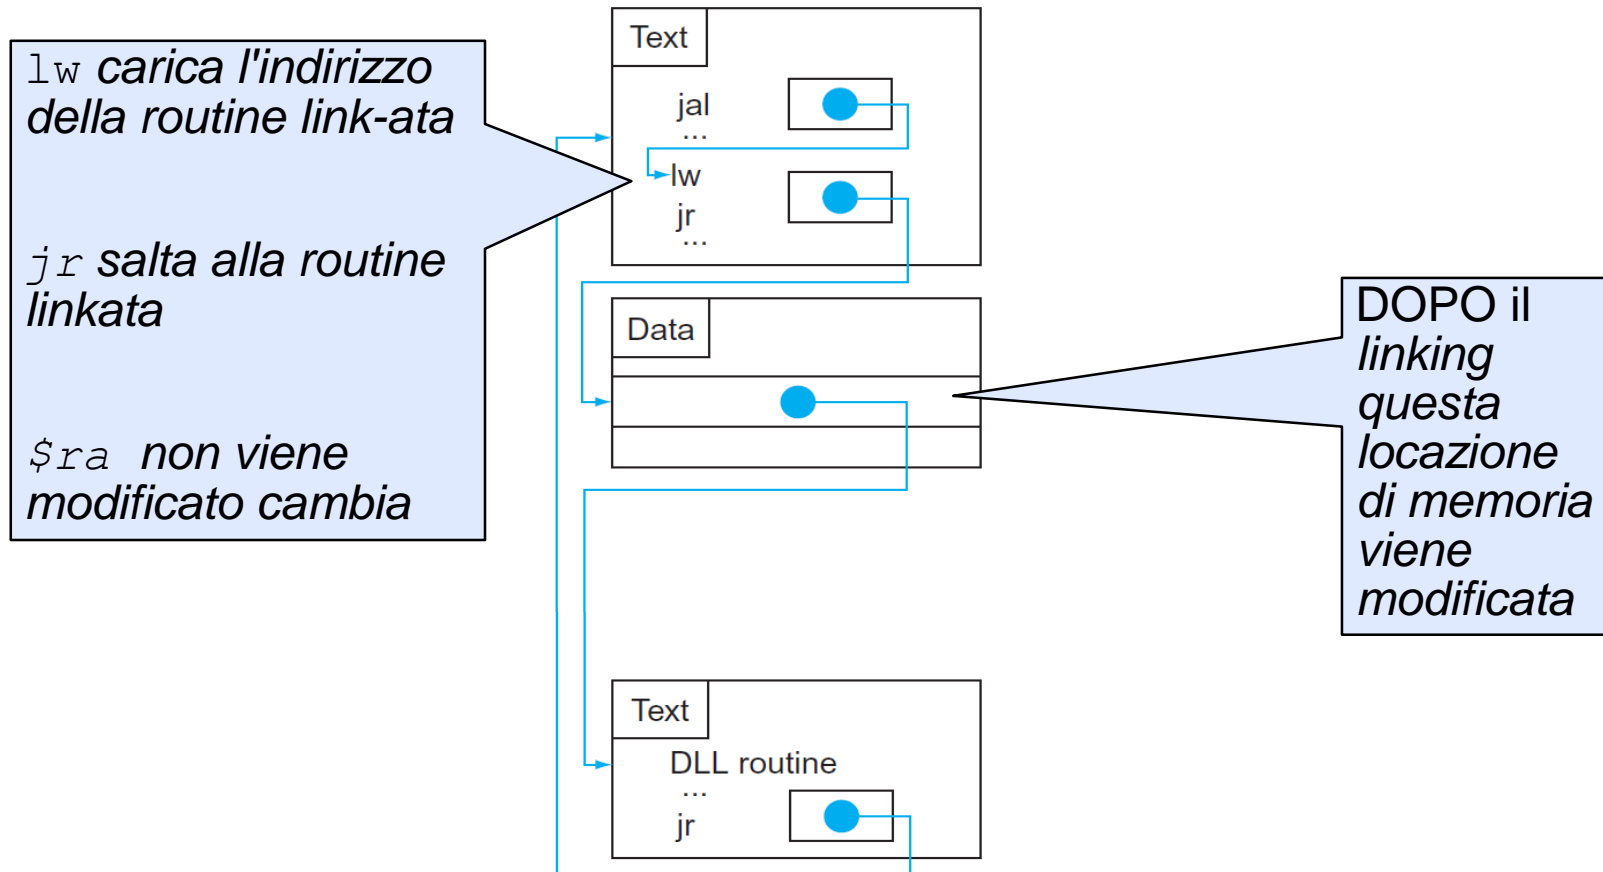 lw carica l'indirizzo
della routine link-ata
jr salta alla routine
linkata
$ra non viene
modificato cambia
Text
jal
...
lw
jr
...
Data
DOPO il
linking
questa
locazione
di memoria
viene
modificata
Text
DLL routine
...
jr